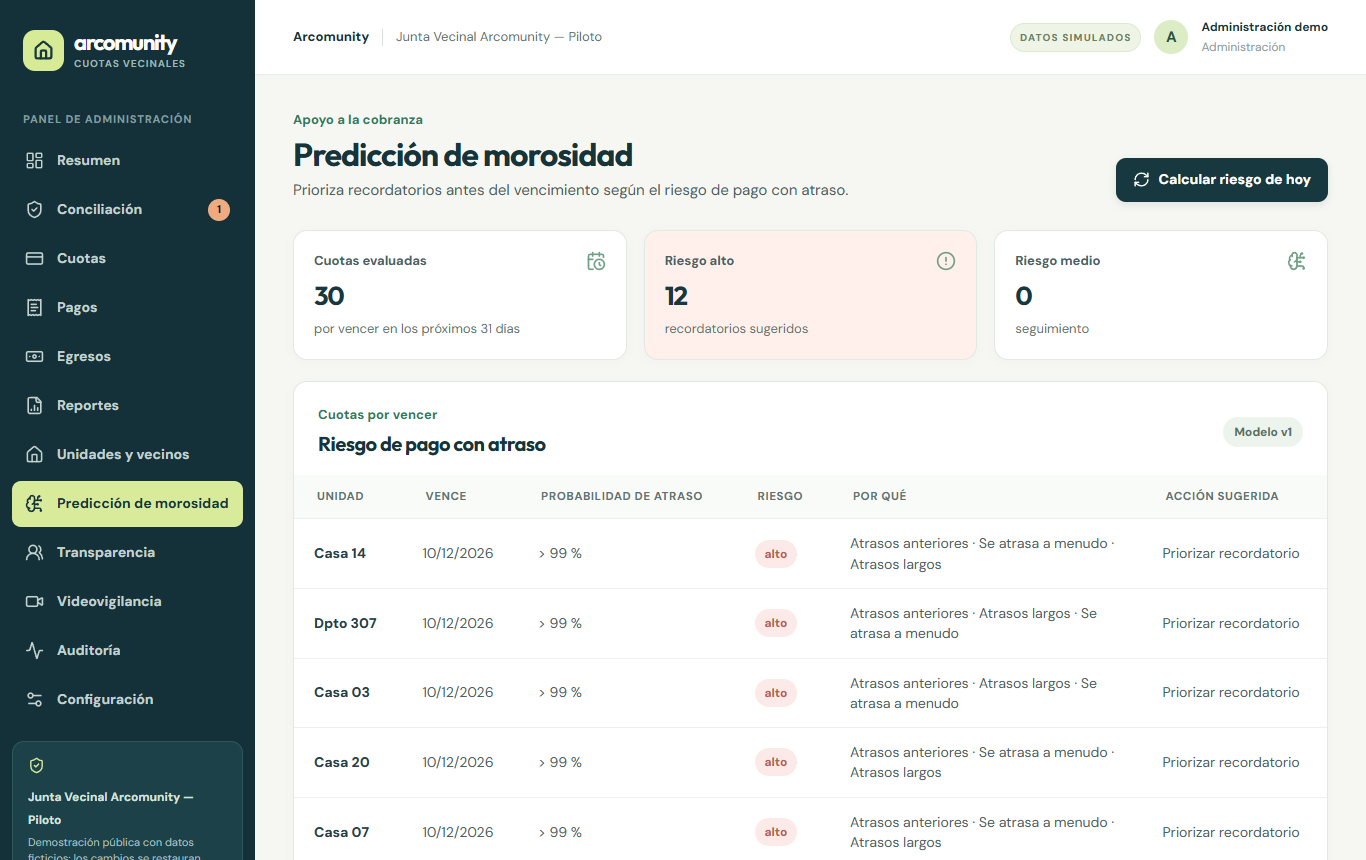 arcomunity
CUOTAS VECINALES
PANEL DE ADMINISTRACIÓN
Resumen
Conciliación 1
Cuotas
Pagos
Egresos
Reportes
Unidades y vecinos
Predicción de morosidad
Transparencia
Videovigilancia
Auditoría
Configuración
Junta Vecinal Arcomunity —
Piloto
Demostración pública con datos
ficticios: los cambios se restauran
Arcomunity Junta Vecinal Arcomunity — Piloto
DATOS SIMULADOS
A
Administración demo
Administración
Apoyo a la cobranza
Predicción de morosidad
Prioriza recordatorios antes del vencimiento según el riesgo de pago con atraso.
Calcular riesgo de hoy
Cuotas evaluadas
30
por vencer en los próximos 31 días
Riesgo alto
12
recordatorios sugeridos
Riesgo medio
0
seguimiento
Cuotas por vencer
Riesgo de pago con atraso
Modelo v1
UNIDAD VENCE PROBABILIDAD DE ATRASO RIESGO POR QUÉ ACCIÓN SUGERIDA
Casa 14 10/12/2026 > 99 % alto Atrasos anteriores · Se atrasa a menudo · Priorizar recordatorio
Atrasos largos
Dpto 307 10/12/2026 > 99 % alto Atrasos anteriores · Atrasos largos · Se Priorizar recordatorio
atrasa a menudo
Casa 03 10/12/2026 > 99 % alto Atrasos anteriores · Atrasos largos · Se Priorizar recordatorio
atrasa a menudo
Casa 20 10/12/2026 > 99 % alto Atrasos anteriores · Se atrasa a menudo · Priorizar recordatorio
Atrasos largos
Casa 07 10/12/2026 > 99 % alto Atrasos anteriores · Se atrasa a menudo · Priorizar recordatorio
Atrasos largos